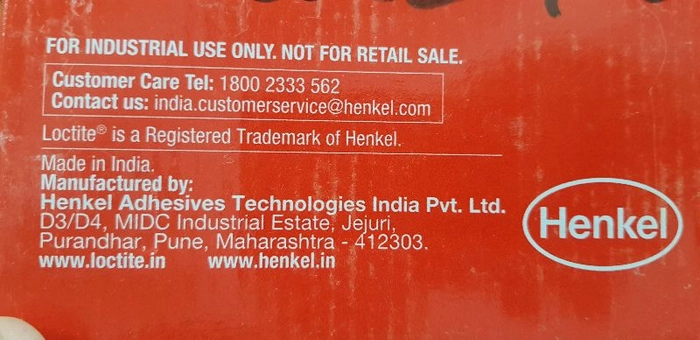 FOR INDUSTRIAL USE ONLY. NOT FOR RETAIL SALE.
Customer Care Tel: 1800 2333 562
Contact us: india.customerservice@henkel.com
Loctite® is a Registered Trademark of Henkel.
Made in India.
Manufactured by:
Henkel Adhesives Technologies India Pvt. Ltd.
D3/D4, MIDC Industrial Estate, Jejuri,
Purandhar, Pune, Maharashtra - 412303.
www.loctite.in www.henkel.in
Henkel